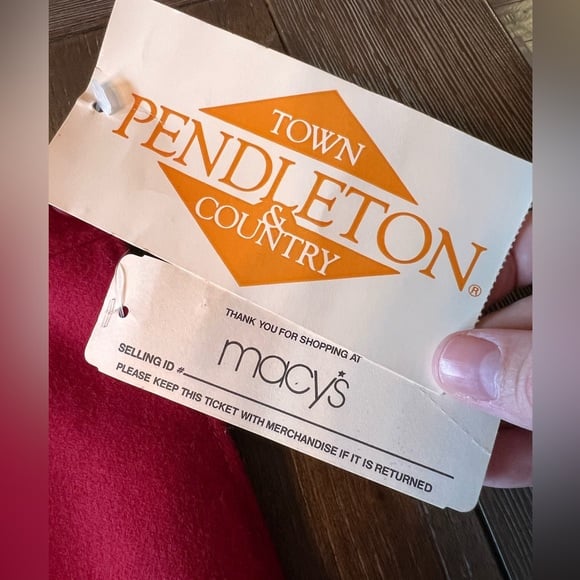 TOWN
PENDLETON®
&
COUNTRY
THANK YOU FOR SHOPPING AT
macy's
SELLING ID #
PLEASE KEEP THIS TICKET WITH MERCHANDISE IF IT IS RETURNED